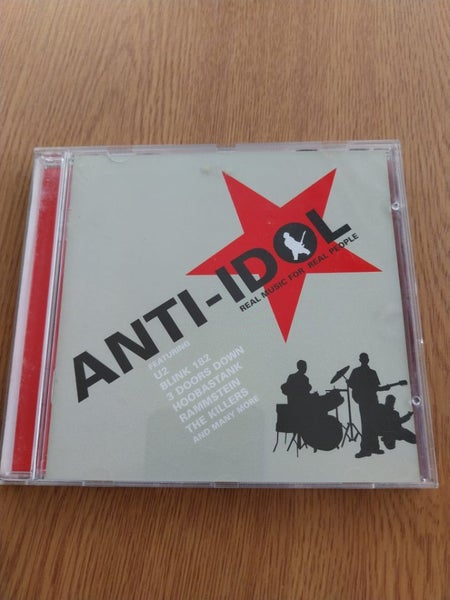 ANTI-IDOL
REAL MUSIC FOR REAL PEOPLE
FEATURING
U2
BLINK 182
3 DOORS DOWN
HOOBASTANK
RAMMSTEIN
THE KILLERS
AND MANY MORE